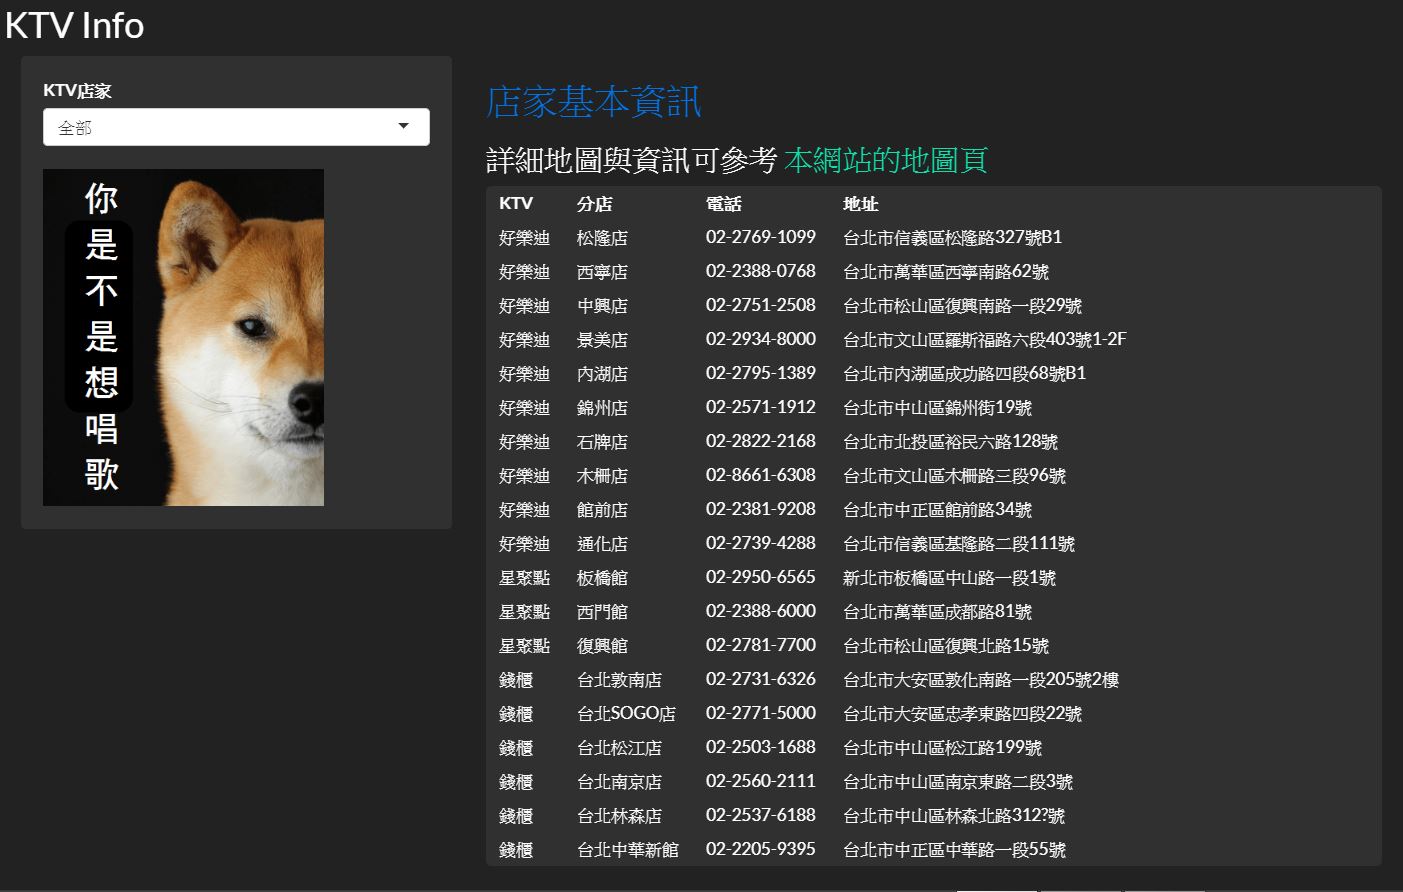 KTV Info
KTV店家
全部
你
是
不
是
想
唱
歌
店家基本資訊
詳細地圖與資訊可參考 本網站的地圖頁
KTV 分店 電話 地址
好樂迪 松隆店 02-2769-1099 台北市信義區松隆路327號B1
好樂迪 西寧店 02-2388-0768 台北市萬華區西寧南路62號
好樂迪 中興店 02-2751-2508 台北市松山區復興南路一段29號
好樂迪 景美店 02-2934-8000 台北市文山區羅斯福路六段403號1-2F
好樂迪 內湖店 02-2795-1389 台北市內湖區成功路四段68號B1
好樂迪 錦州店 02-2571-1912 台北市中山區錦州街19號
好樂迪 石牌店 02-2822-2168 台北市北投區裕民六路128號
好樂迪 木柵店 02-8661-6308 台北市文山區木柵路三段96號
好樂迪 館前店 02-2381-9208 台北市中正區館前路34號
好樂迪 通化店 02-2739-4288 台北市信義區基隆路二段111號
星聚點 板橋館 02-2950-6565 新北市板橋區中山路一段1號
星聚點 西門館 02-2388-6000 台北市萬華區成都路81號
星聚點 復興館 02-2781-7700 台北市松山區復興北路15號
錢櫃 台北敦南店 02-2731-6326 台北市大安區敦化南路一段205號2樓
錢櫃 台北SOGO店 02-2771-5000 台北市大安區忠孝東路四段22號
錢櫃 台北松江店 02-2503-1688 台北市中山區松江路199號
錢櫃 台北南京店 02-2560-2111 台北市中山區南京東路二段3號
錢櫃 台北林森店 02-2537-6188 台北市中山區林森北路312?號
錢櫃 台北中華新館 02-2205-9395 台北市中正區中華路一段55號